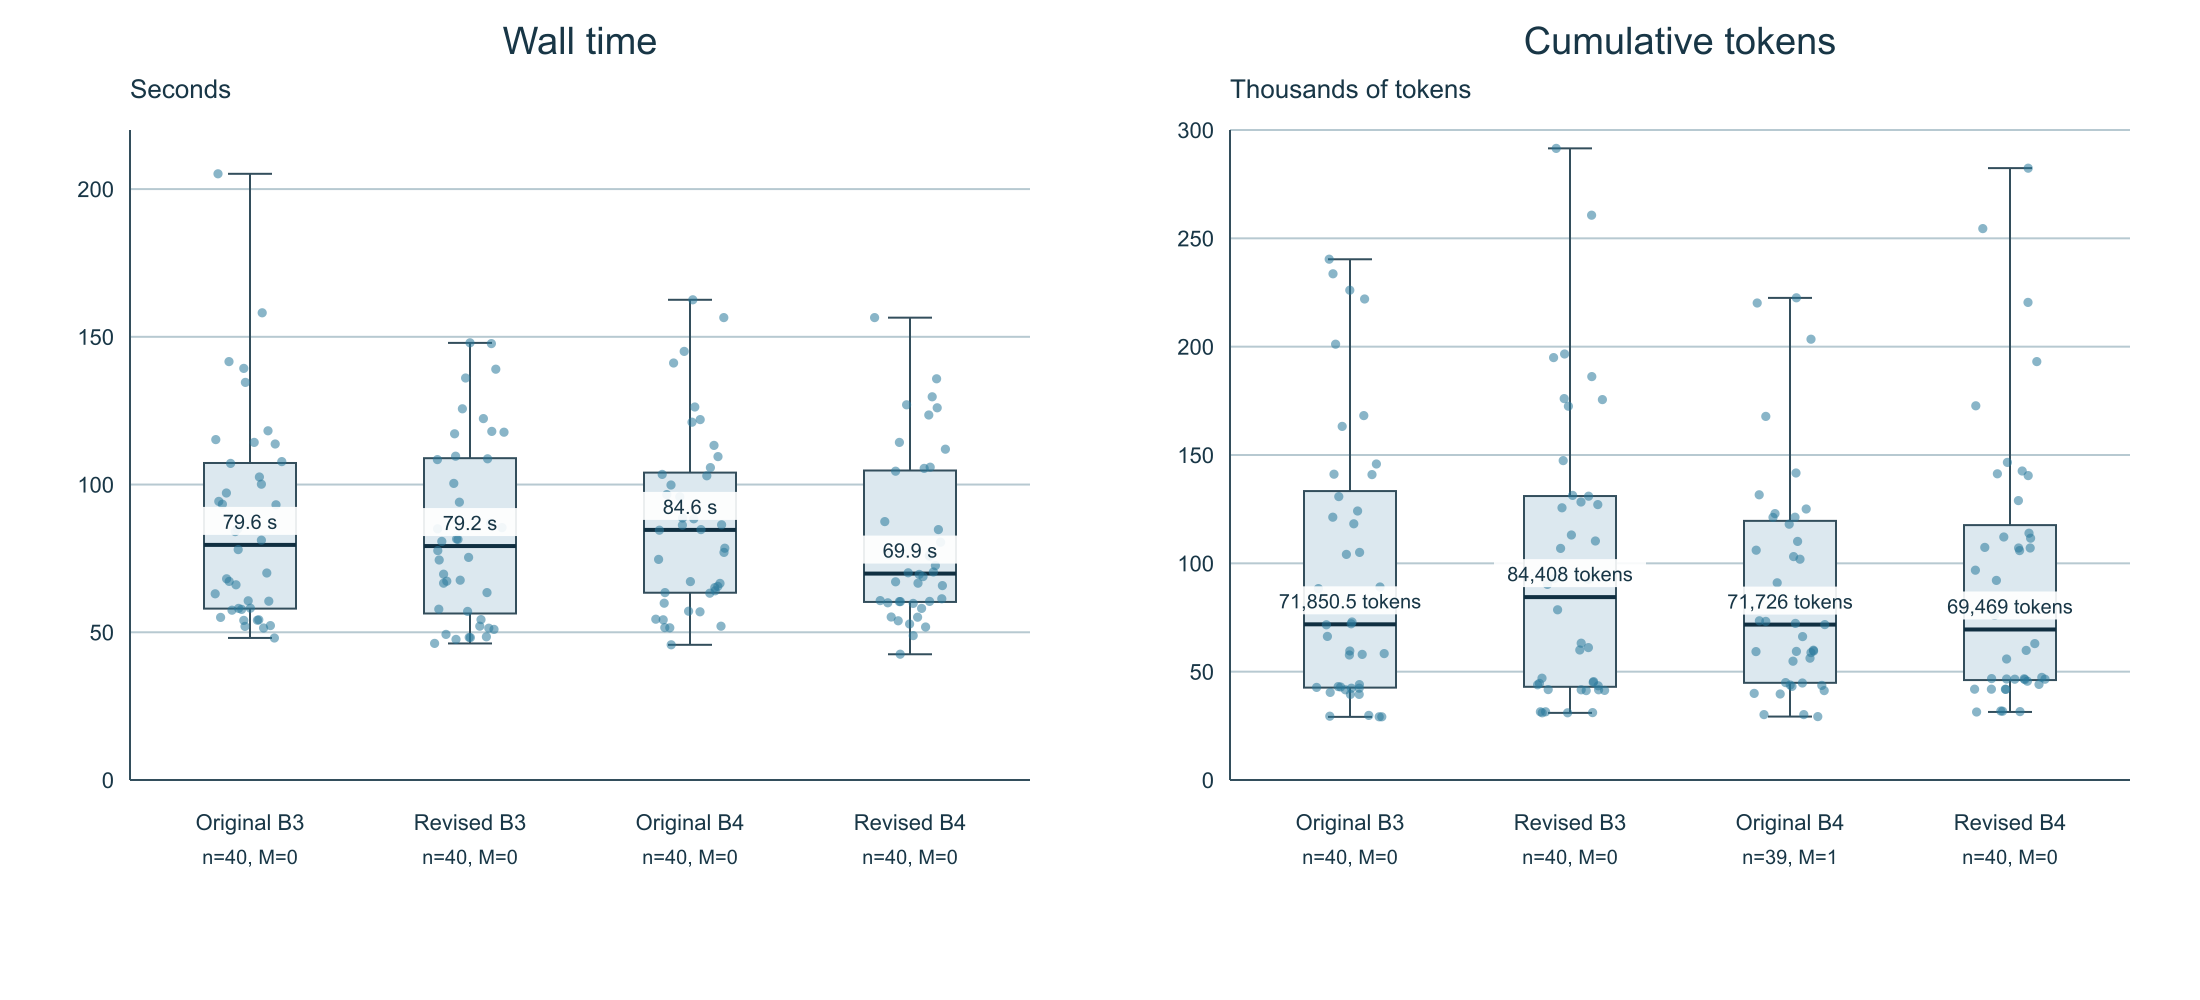 Wall time
Seconds
200
150
100
50
0
79.6 s
79.2 s
84.6 s
69.9 s
Original B3
Revised B3
Original B4
Revised B4
n=40, M=0
n=40, M=0
n=40, M=0
n=40, M=0
Cumulative tokens
Thousands of tokens
300
250
200
150
100
50
0
71,850.5 tokens
84,408 tokens
71,726 tokens
69,469 tokens
Original B3
Revised B3
Original B4
Revised B4
n=40, M=0
n=40, M=0
n=39, M=1
n=40, M=0